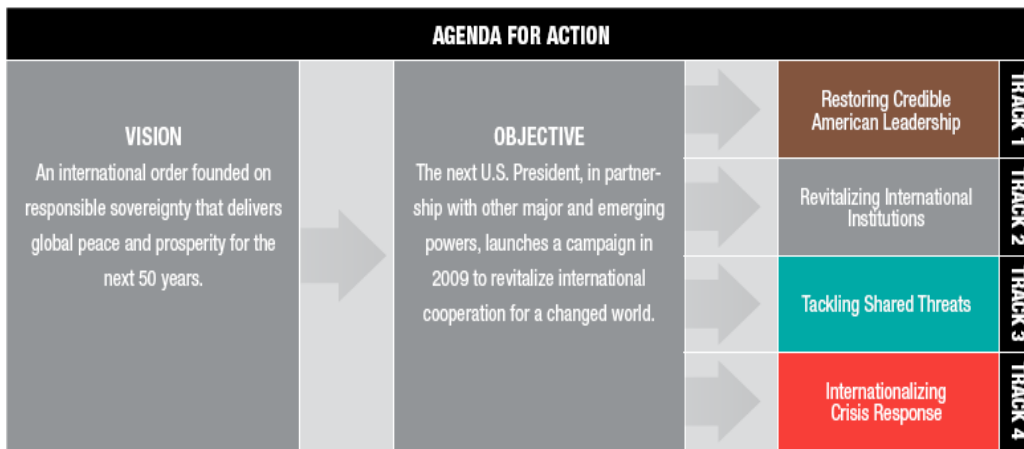 AGENDA FOR ACTION
VISION
An international order founded on
responsible sovereignty that delivers
global peace and prosperity for the
next 50 years.
OBJECTIVE
The next U.S. President, in partner-
ship with other major and emerging
powers, launches a campaign in
2009 to revitalize international
cooperation for a changed world.
Restoring Credible
American Leadership
TRACK 1
Revitalizing International
Institutions
TRACK 2
Tackling Shared Threats
TRACK 3
Internationalizing
Crisis Response
TRACK 4